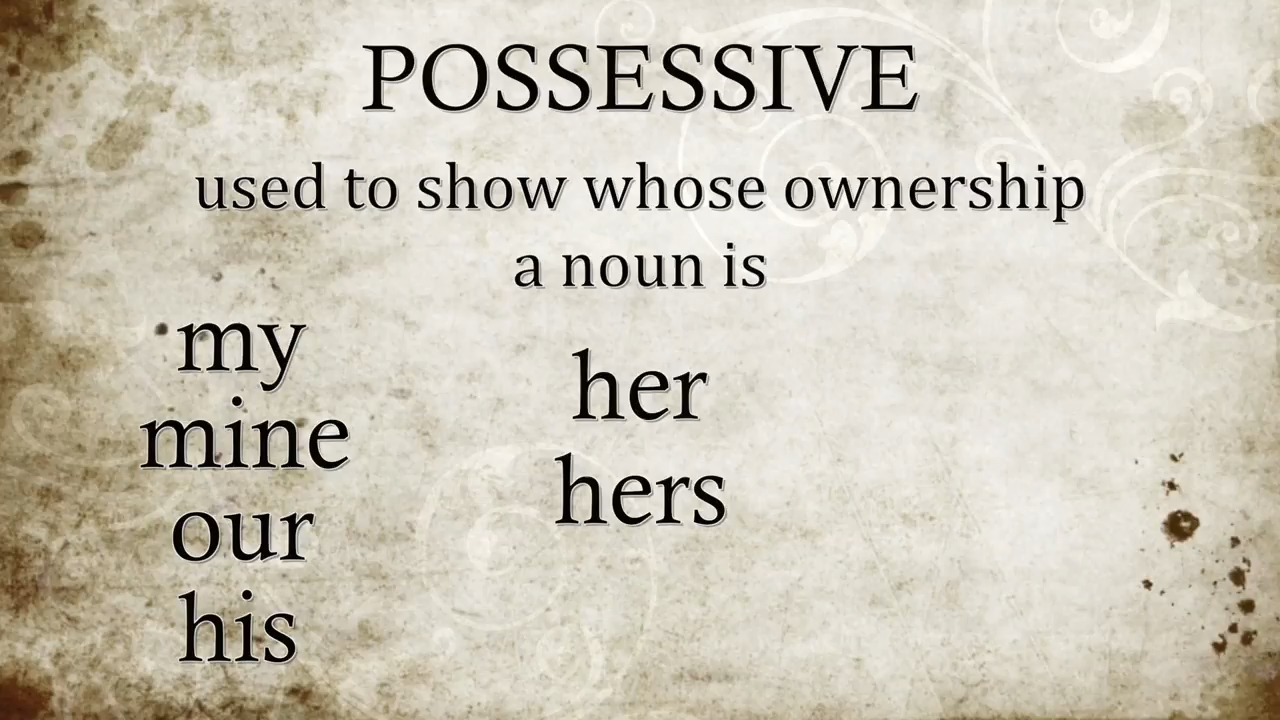 POSSESSIVE
used to show whose ownership
a noun is
my
mine
our
his
her
hers